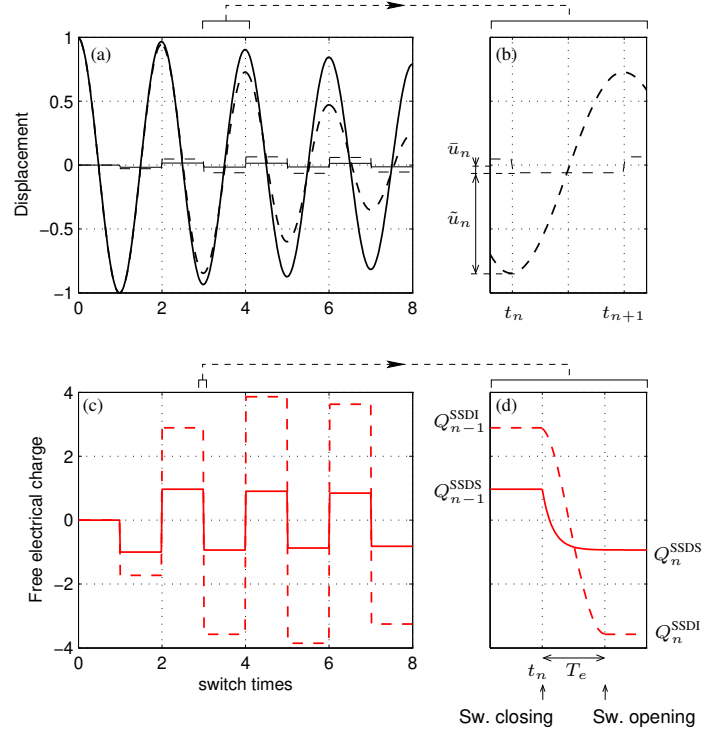 (a)
(b)
1
0.5
0
−0.5
−1
Displacement
0 2 4 6 8
ū_n
ũ_n
t_n t_{n+1}
(c)
(d)
4
2
0
−2
−4
Free electrical charge
0 2 4 6 8
switch times
Q_{n−1}^{SSDI}
Q_{n−1}^{SSDS}
Q_n^{SSDS}
Q_n^{SSDI}
t_n T_e
Sw. closing Sw. opening